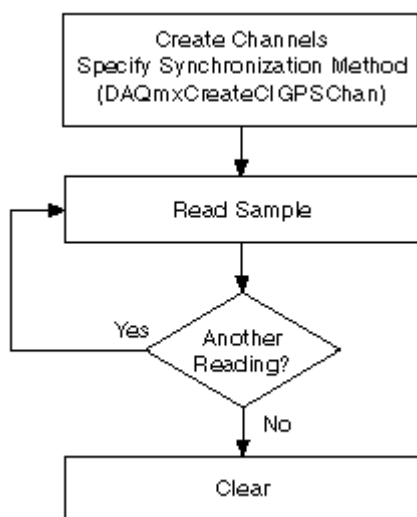 Create Channels
Specify Synchronization Method
(DAQmxCreateCIGPSChan)
Read Sample
Yes
Another
Reading?
No
Clear